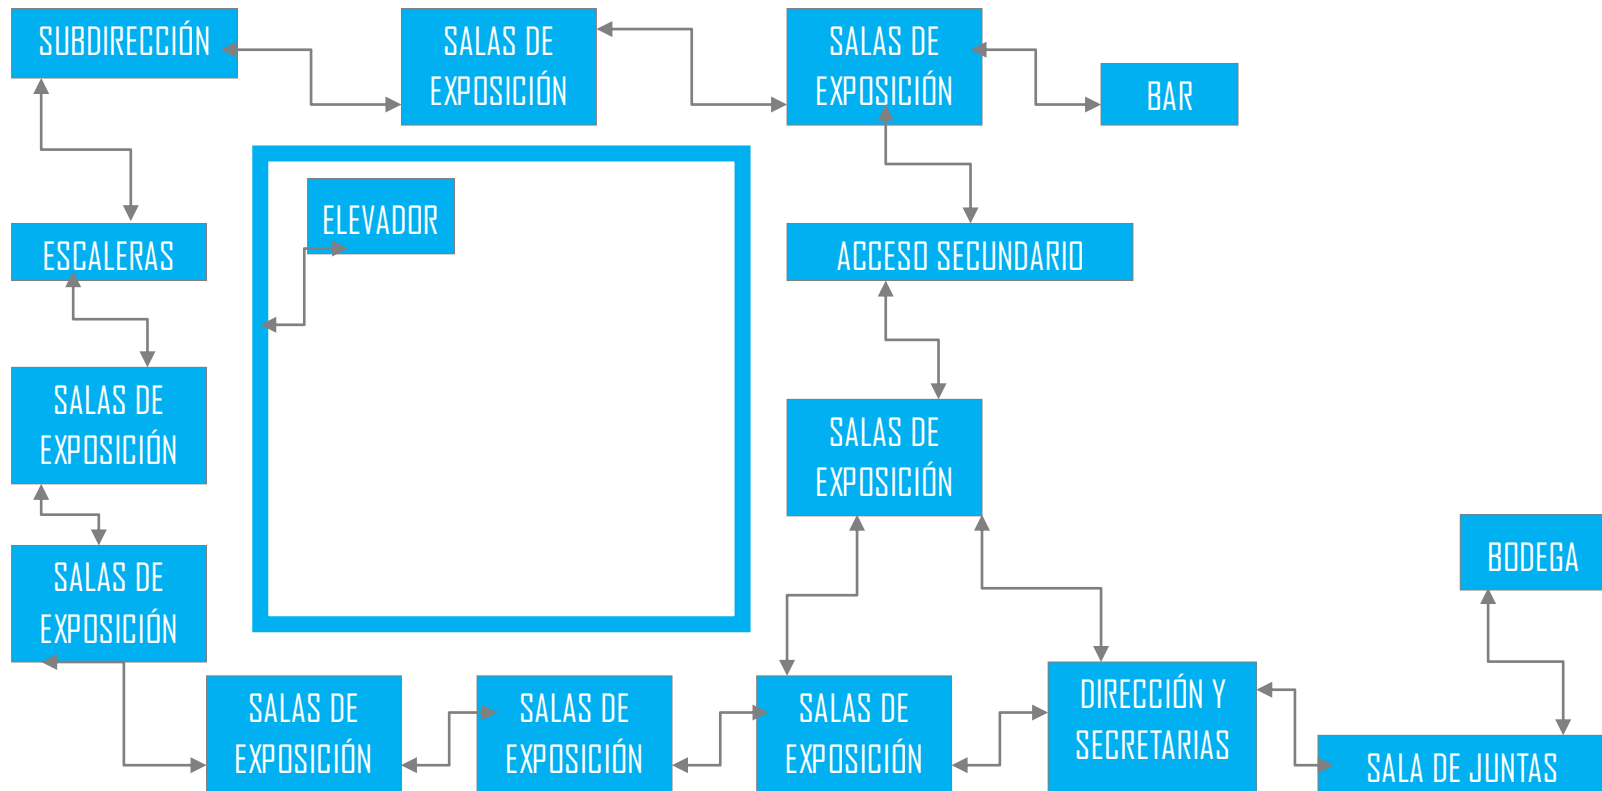 SUBDIRECCIÓN
SALAS DE
EXPOSICIÓN
SALAS DE
EXPOSICIÓN
BAR
ELEVADOR
ESCALERAS
ACCESO SECUNDARIO
SALAS DE
EXPOSICIÓN
SALAS DE
EXPOSICIÓN
SALAS DE
EXPOSICIÓN
BODEGA
SALAS DE
EXPOSICIÓN
SALAS DE
EXPOSICIÓN
SALAS DE
EXPOSICIÓN
DIRECCIÓN Y
SECRETARIAS
SALA DE JUNTAS